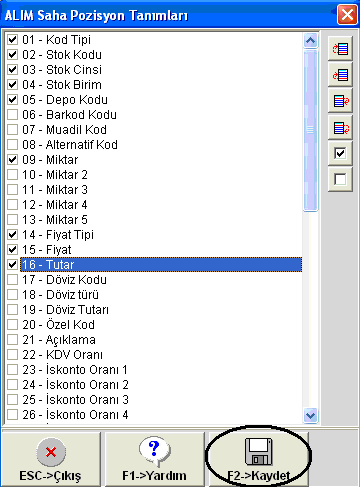 ALIM Saha Pozisyon Tanımları
01 - Kod Tipi
02 - Stok Kodu
03 - Stok Cinsi
04 - Stok Birim
05 - Depo Kodu
06 - Barkod Kodu
07 - Muadil Kod
08 - Alternatif Kod
09 - Miktar
10 - Miktar 2
11 - Miktar 3
12 - Miktar 4
13 - Miktar 5
14 - Fiyat Tipi
15 - Fiyat
16 - Tutar
17 - Döviz Kodu
18 - Döviz türü
19 - Döviz Tutarı
20 - Özel Kod
21 - Açıklama
22 - KDV Oranı
23 - İskonto Oranı 1
24 - İskonto Oranı 2
25 - İskonto Oranı 3
26 - İskonto Oranı 4
ESC->Çıkış
F1->Yardım
F2->Kaydet